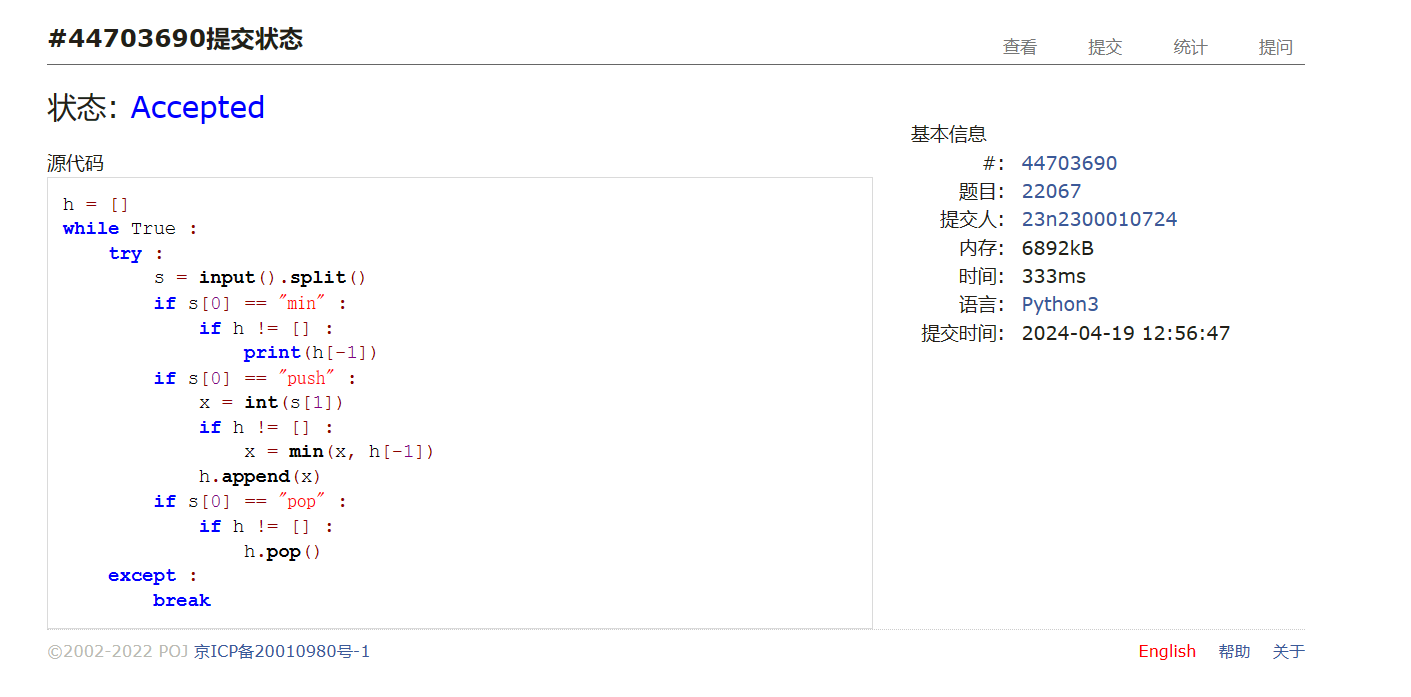 #44703690提交状态
查看 提交 统计 提问
状态: Accepted
源代码
h = []
while True :
    try :
        s = input().split()
        if s[0] == "min" :
            if h != [] :
                print(h[-1])
        if s[0] == "push" :
            x = int(s[1])
            if h != [] :
                x = min(x, h[-1])
            h.append(x)
        if s[0] == "pop" :
            if h != [] :
                h.pop()
    except :
        break
基本信息
#: 44703690
题目: 22067
提交人: 23n2300010724
内存: 6892kB
时间: 333ms
语言: Python3
提交时间: 2024-04-19 12:56:47
©2002-2022 POJ 京ICP备20010980号-1
English 帮助 关于